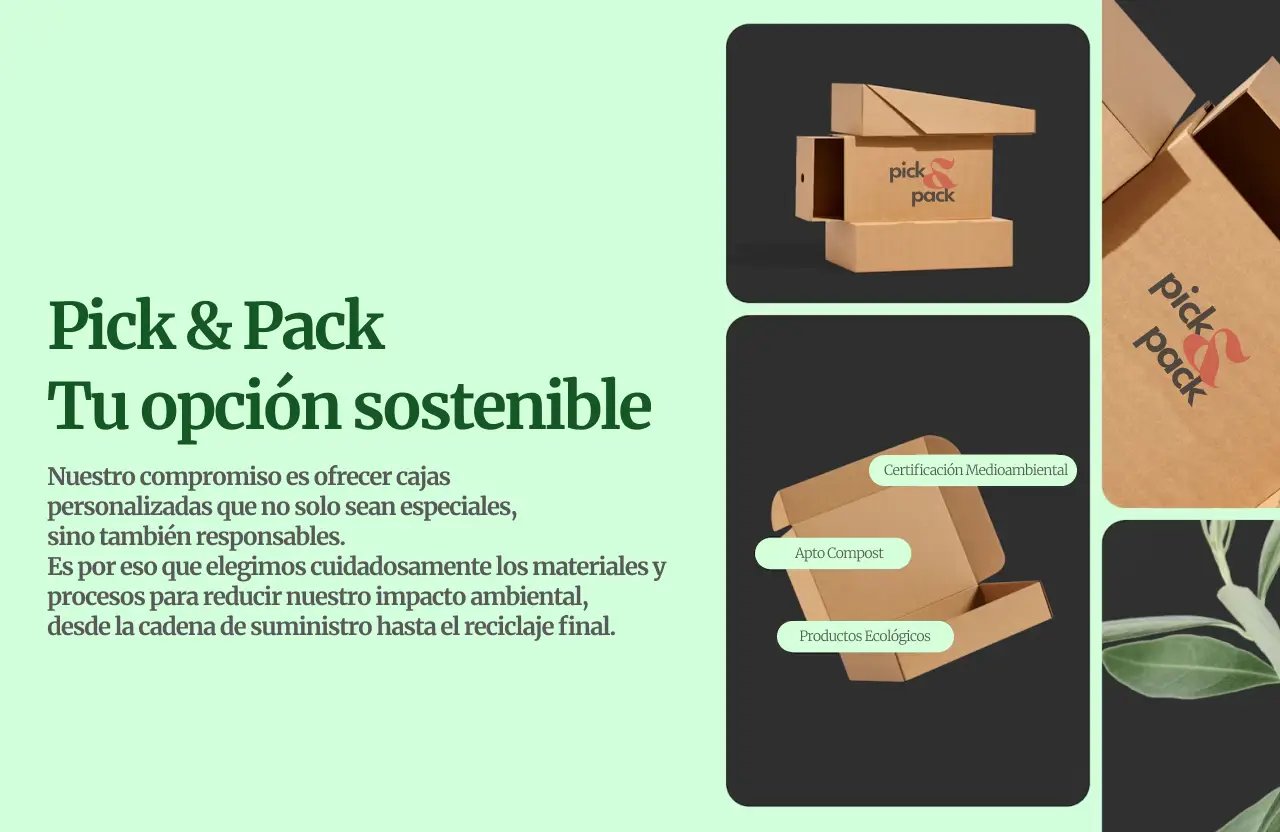 Pick & Pack
Tu opción sostenible
Nuestro compromiso es ofrecer cajas
personalizadas que no solo sean especiales,
sino también responsables.
Es por eso que elegimos cuidadosamente los materiales y
procesos para reducir nuestro impacto ambiental,
desde la cadena de suministro hasta el reciclaje final.
pick &
pack
Certificación Medioambiental
Apto Compost
Productos Ecológicos
pick &
pack